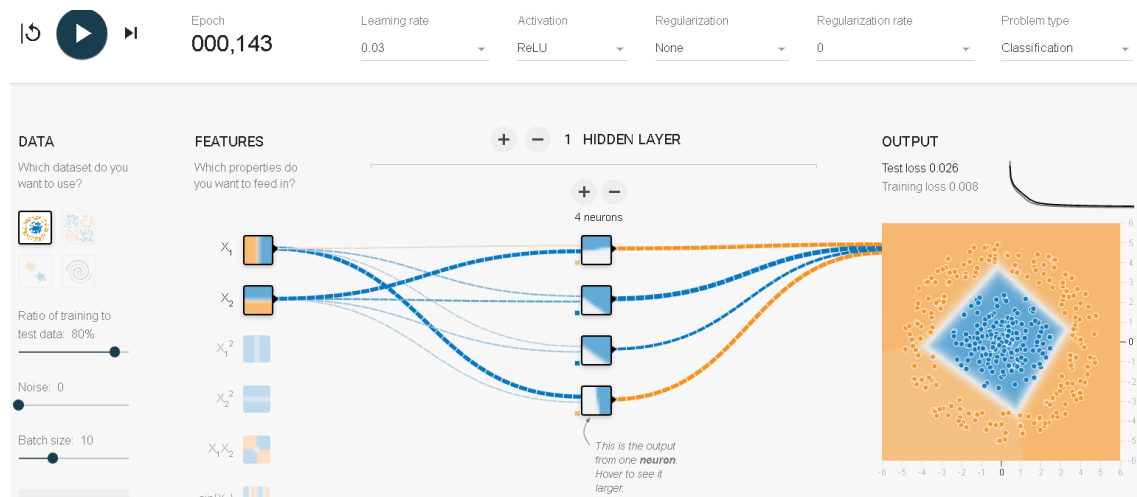 Epoch
000,143
Learning rate
0.03
Activation
ReLU
Regularization
None
Regularization rate
0
Problem type
Classification
DATA
Which dataset do you
want to use?
Ratio of training to
test data: 80%
Noise: 0
Batch size: 10
FEATURES
Which properties do
you want to feed in?
X1
X2
X1²
X2²
X1X2
+ − 1 HIDDEN LAYER
+ −
4 neurons
This is the output
from one neuron.
Hover to see it
larger.
OUTPUT
Test loss 0.026
Training loss 0.008
6
5
4
3
2
1
0
-1
-2
-3
-4
-5
-6
-6 -5 -4 -3 -2 -1 0 1 2 3 4 5 6